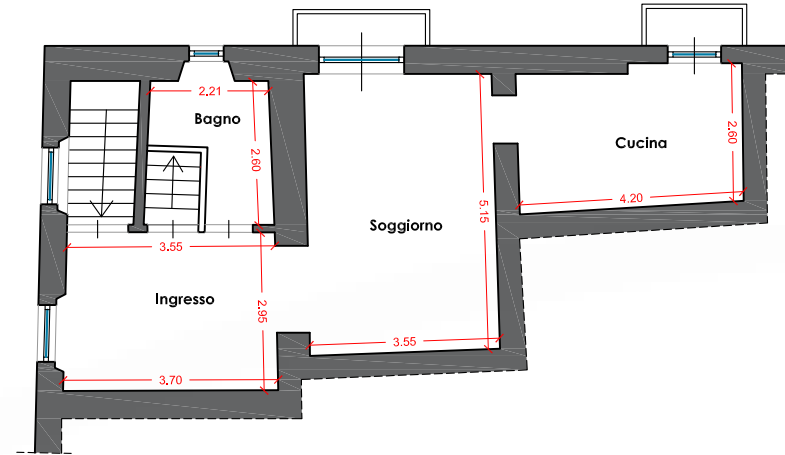 2.21
Bagno
2.60
Cucina
2.60
4.20
5.15
Soggiorno
3.55
Ingresso
2.95
3.55
3.70